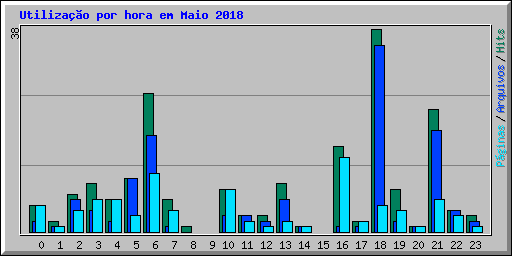 Utilização por hora em Maio 2018
38
Páginas / Arquivos / Hits
0 1 2 3 4 5 6 7 8 9 10 11 12 13 14 15 16 17 18 19 20 21 22 23